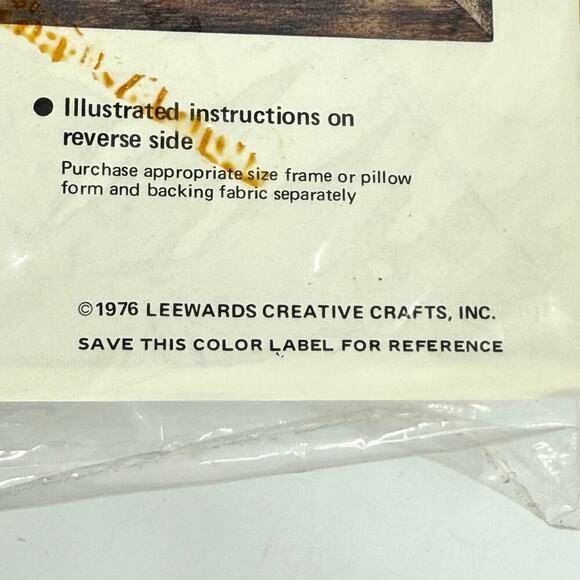 ● Illustrated instructions on
reverse side
Purchase appropriate size frame or pillow
form and backing fabric separately
©1976 LEEWARDS CREATIVE CRAFTS, INC.
SAVE THIS COLOR LABEL FOR REFERENCE